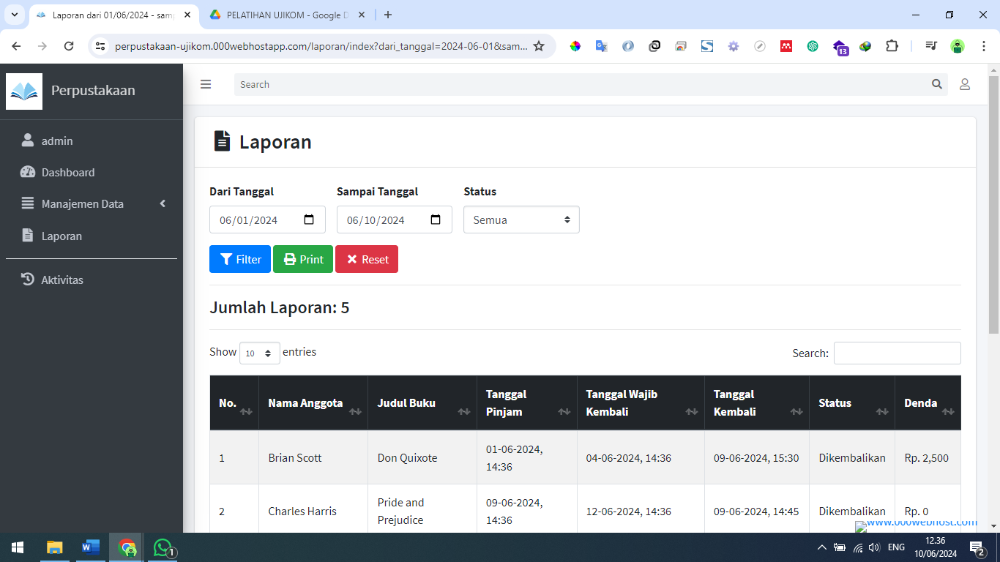 Laporan dari 01/06/2024 - samp
PELATIHAN UJIKOM - Google D
perpustakaan-ujikom.000webhostapp.com/laporan/index?dari_tanggal=2024-06-01&sam...
13
Perpustakaan
Search
admin
Dashboard
Manajemen Data
Laporan
Aktivitas
Laporan
Dari Tanggal Sampai Tanggal Status
06/01/2024 06/10/2024 Semua
Filter Print Reset
Jumlah Laporan: 5
Show 10 entries Search:
No. Nama Anggota Judul Buku Tanggal Pinjam Tanggal Wajib Kembali Tanggal Kembali Status Denda
1 Brian Scott Don Quixote 01-06-2024, 14:36 04-06-2024, 14:36 09-06-2024, 15:30 Dikembalikan Rp. 2,500
2 Charles Harris Pride and Prejudice 09-06-2024, 14:36 12-06-2024, 14:36 09-06-2024, 14:45 Dikembalikan Rp. 0
www.000webhost.com
1
ENG
12.36
10/06/2024
2